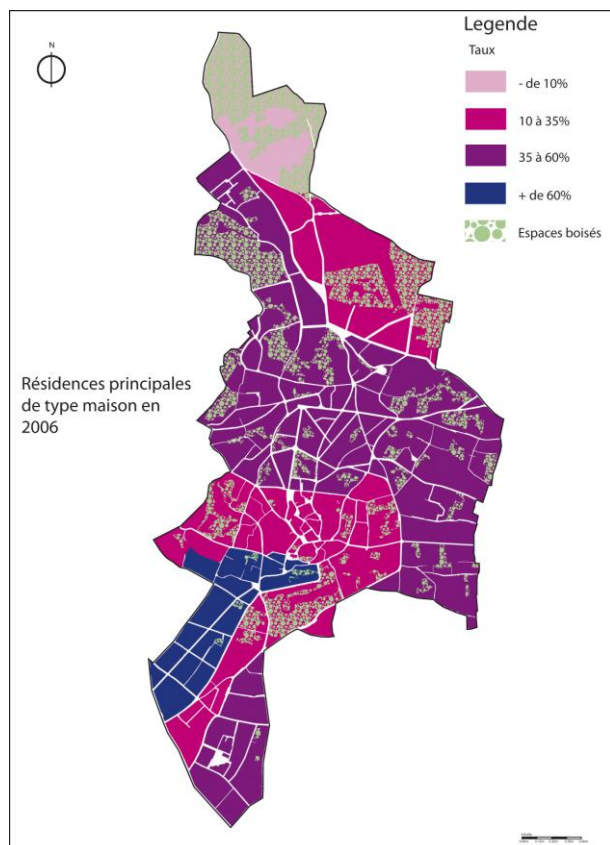 N
Legende
Taux
- de 10%
10 à 35%
35 à 60%
+ de 60%
Espaces boisés
Résidences principales
de type maison en
2006